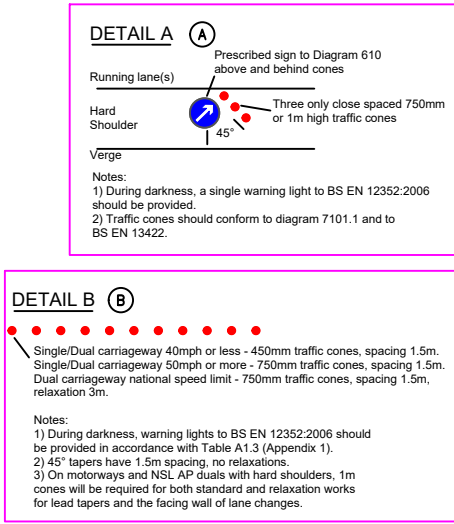 DETAIL A A
Prescribed sign to Diagram 610
above and behind cones
Running lane(s)
Hard
Shoulder
Three only close spaced 750mm
or 1m high traffic cones
45°
Verge
Notes:
1) During darkness, a single warning light to BS EN 12352:2006
should be provided.
2) Traffic cones should conform to diagram 7101.1 and to
BS EN 13422.
DETAIL B B
Single/Dual carriageway 40mph or less - 450mm traffic cones, spacing 1.5m.
Single/Dual carriageway 50mph or more - 750mm traffic cones, spacing 1.5m.
Dual carriageway national speed limit - 750mm traffic cones, spacing 1.5m,
relaxation 3m.
Notes:
1) During darkness, warning lights to BS EN 12352:2006 should
be provided in accordance with Table A1.3 (Appendix 1).
2) 45° tapers have 1.5m spacing, no relaxations.
3) On motorways and NSL AP duals with hard shoulders, 1m
cones will be required for both standard and relaxation works
for lead tapers and the facing wall of lane changes.